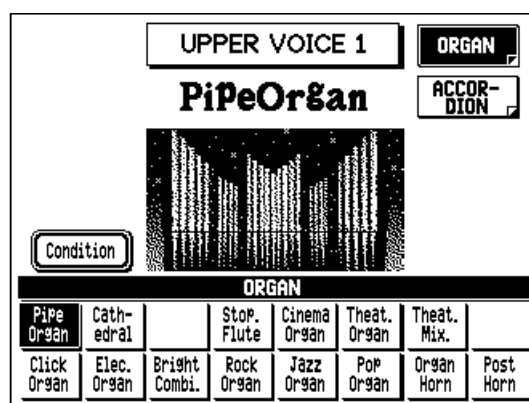 UPPER VOICE 1
ORGAN
PiPeOrgan
ACCOR-
DION
Condition
ORGAN
PiPe Cath- Stop. Cinema Theat. Theat.
Organ edral Flute Organ Organ Mix.
Click Elec. Bright Rock Jazz Pop Organ Post
Organ Organ Combi. Organ Organ Organ Horn Horn